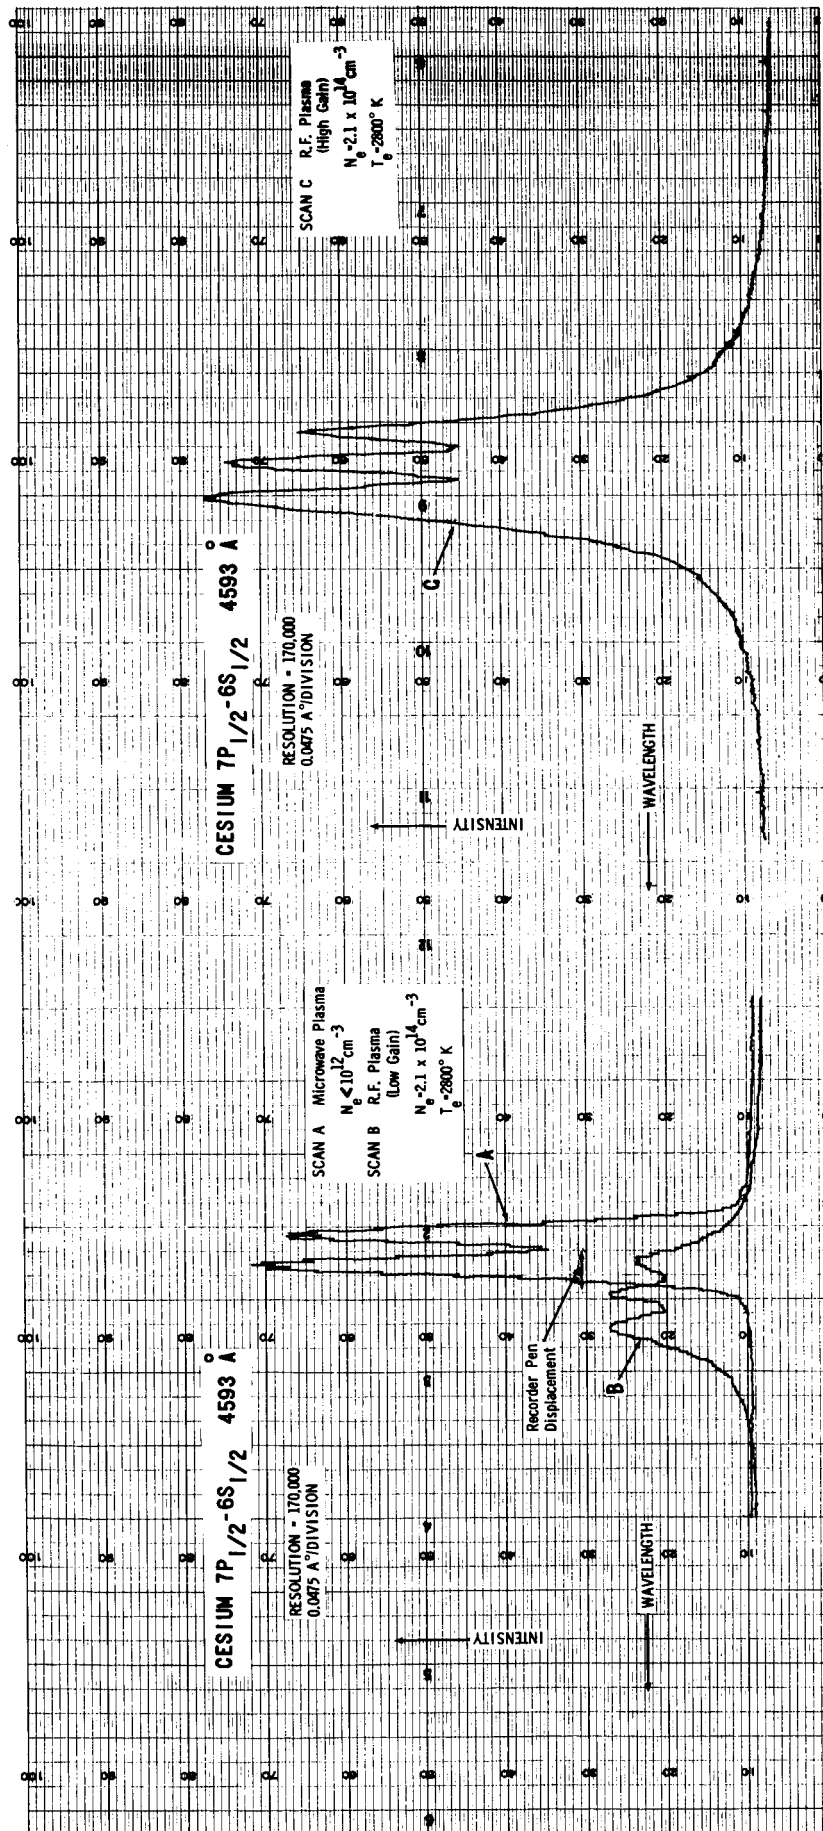 CESIUM 7P1/2-6S1/2 4593 Å
RESOLUTION - 170,000
0.0475 A°/DIVISION
INTENSITY
WAVELENGTH
SCAN A Microwave Plasma
Ne < 10^12 cm^-3
SCAN B R.F. Plasma
(Low Gain)
Ne = 2.1 x 10^14 cm^-3
Te = 2800° K
A
B
Recorder Pen
Displacement
CESIUM 7P1/2-6S1/2 4593 Å
RESOLUTION - 170,000
0.0475 A°/DIVISION
INTENSITY
WAVELENGTH
SCAN C R.F. Plasma
(High Gain)
Ne = 2.1 x 10^14 cm^-3
Te = 2800° K
C